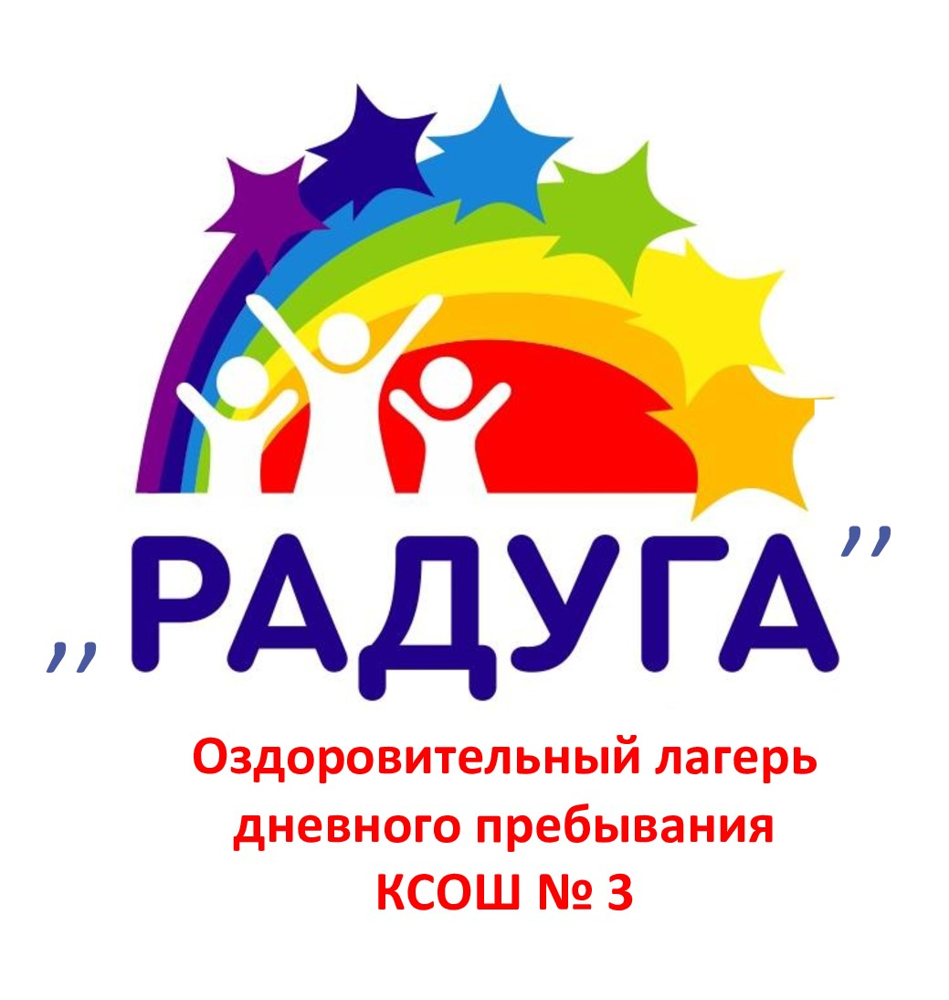 „РАДУГА”
Оздоровительный лагерь
дневного пребывания
КСОШ № 3